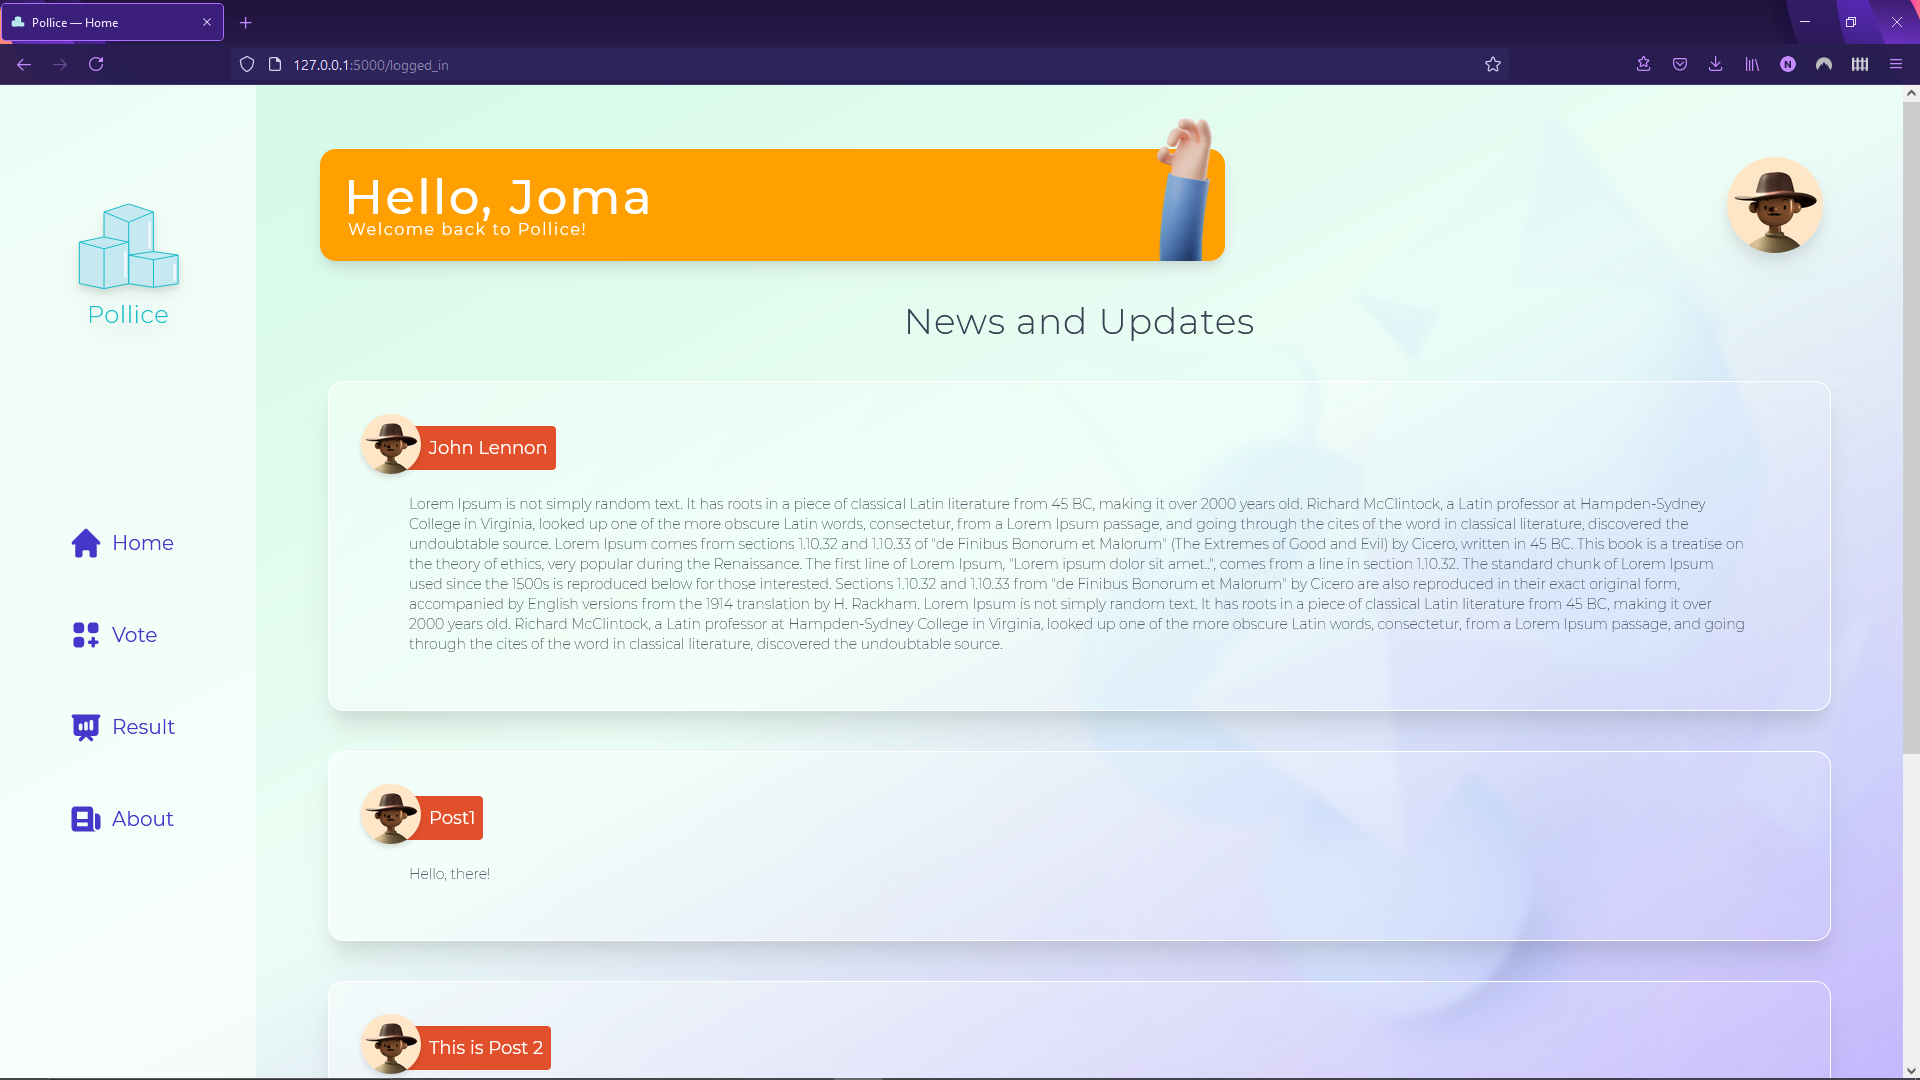 Pollice — Home
127.0.0.1:5000/logged_in
Hello, Joma
Welcome back to Pollice!
Pollice
News and Updates
John Lennon
Lorem Ipsum is not simply random text. It has roots in a piece of classical Latin literature from 45 BC, making it over 2000 years old. Richard McClintock, a Latin professor at Hampden-Sydney
College in Virginia, looked up one of the more obscure Latin words, consectetur, from a Lorem Ipsum passage, and going through the cites of the word in classical literature, discovered the
undoubtable source. Lorem Ipsum comes from sections 1.10.32 and 1.10.33 of "de Finibus Bonorum et Malorum" (The Extremes of Good and Evil) by Cicero, written in 45 BC. This book is a treatise on
the theory of ethics, very popular during the Renaissance. The first line of Lorem Ipsum, "Lorem ipsum dolor sit amet..", comes from a line in section 1.10.32. The standard chunk of Lorem Ipsum
used since the 1500s is reproduced below for those interested. Sections 1.10.32 and 1.10.33 from "de Finibus Bonorum et Malorum" by Cicero are also reproduced in their exact original form,
accompanied by English versions from the 1914 translation by H. Rackham. Lorem Ipsum is not simply random text. It has roots in a piece of classical Latin literature from 45 BC, making it over
2000 years old. Richard McClintock, a Latin professor at Hampden-Sydney College in Virginia, looked up one of the more obscure Latin words, consectetur, from a Lorem Ipsum passage, and going
through the cites of the word in classical literature, discovered the undoubtable source.
Home
Vote
Result
About
Post1
Hello, there!
This is Post 2
N